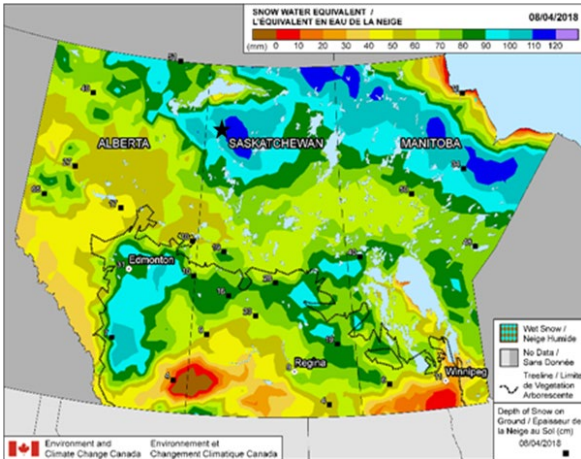 SNOW WATER EQUIVALENT /
L'ÉQUIVALENT EN EAU DE LA NEIGE
08/04/2018
(mm) 0 10 20 30 40 50 60 70 80 90 100 110 120
ALBERTA
SASKATCHEWAN
MANITOBA
Edmonton
Regina
Winnipeg
Wet Snow /
Neige Humide
No Data /
Sans Donnée
Treeline / Limite
de Vegetation
Arborescente
Depth of Snow on
Ground / Épaisseur de
la Neige au Sol (cm)
08/04/2018
Environment and
Climate Change Canada
Environnement et
Changement Climatique Canada